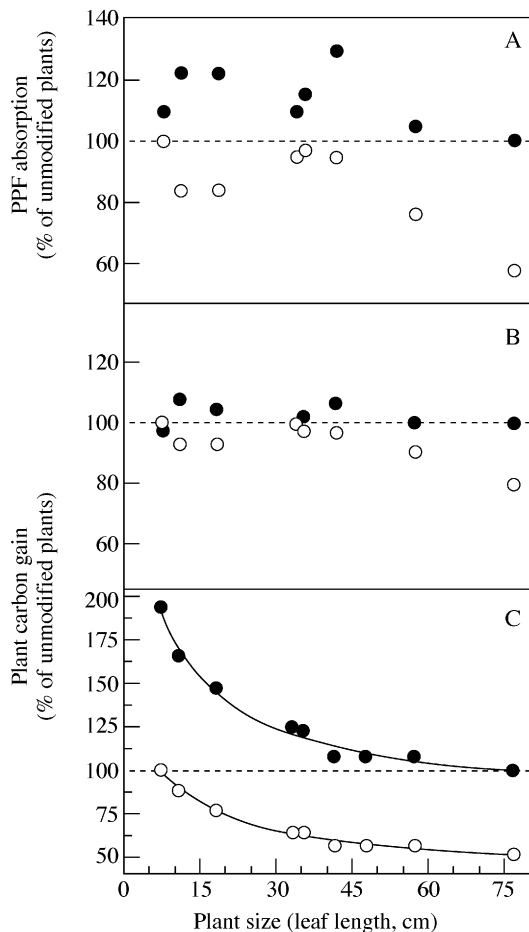 140
A
120
100
80
60
PPF absorption
(% of unmodified plants)
B
120
100
80
60
Plant carbon gain
(% of unmodified plants)
200
C
175
150
125
100
75
50
0 15 30 45 60 75
Plant size (leaf length, cm)